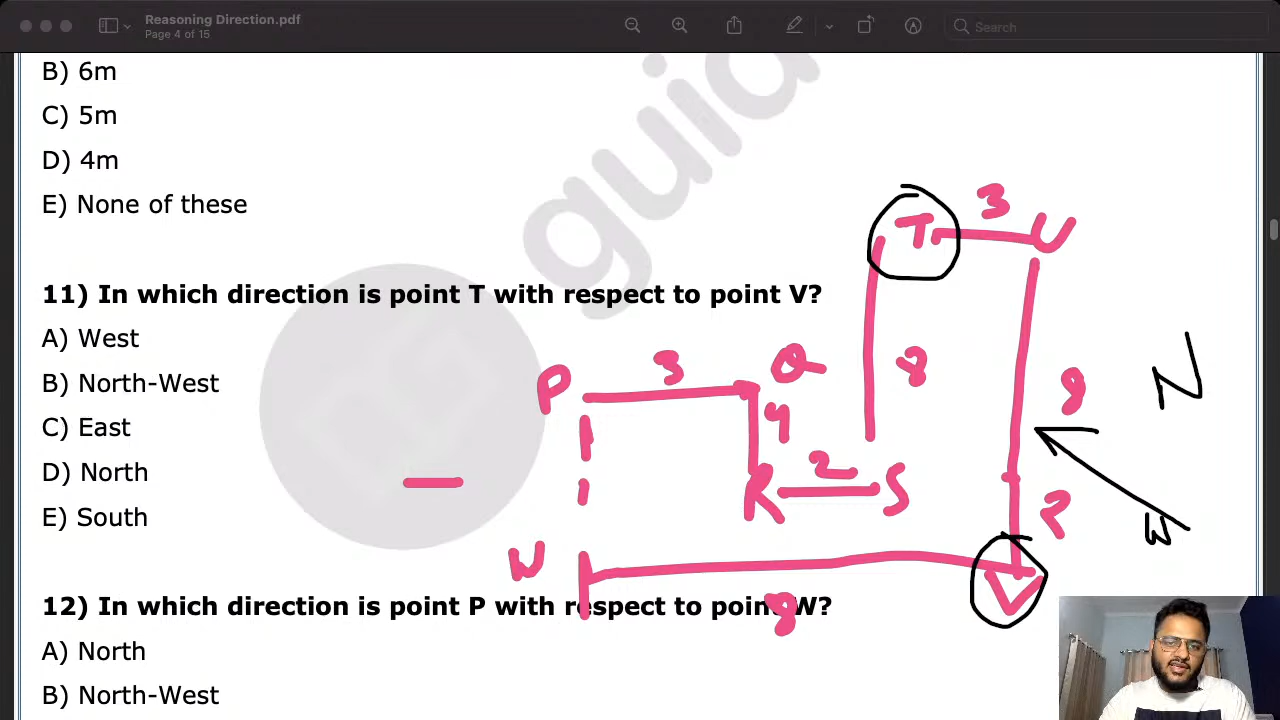 Reasoning Direction.pdf
Page 4 of 15
Search
B) 6m
C) 5m
D) 4m
E) None of these
guid
T 3 U
11) In which direction is point T with respect to point V?
A) West
B) North-West
C) East
D) North
E) South
P 3 Q 8 8 N
4
R 2 S 2
W V
8
12) In which direction is point P with respect to point W?
A) North
B) North-West